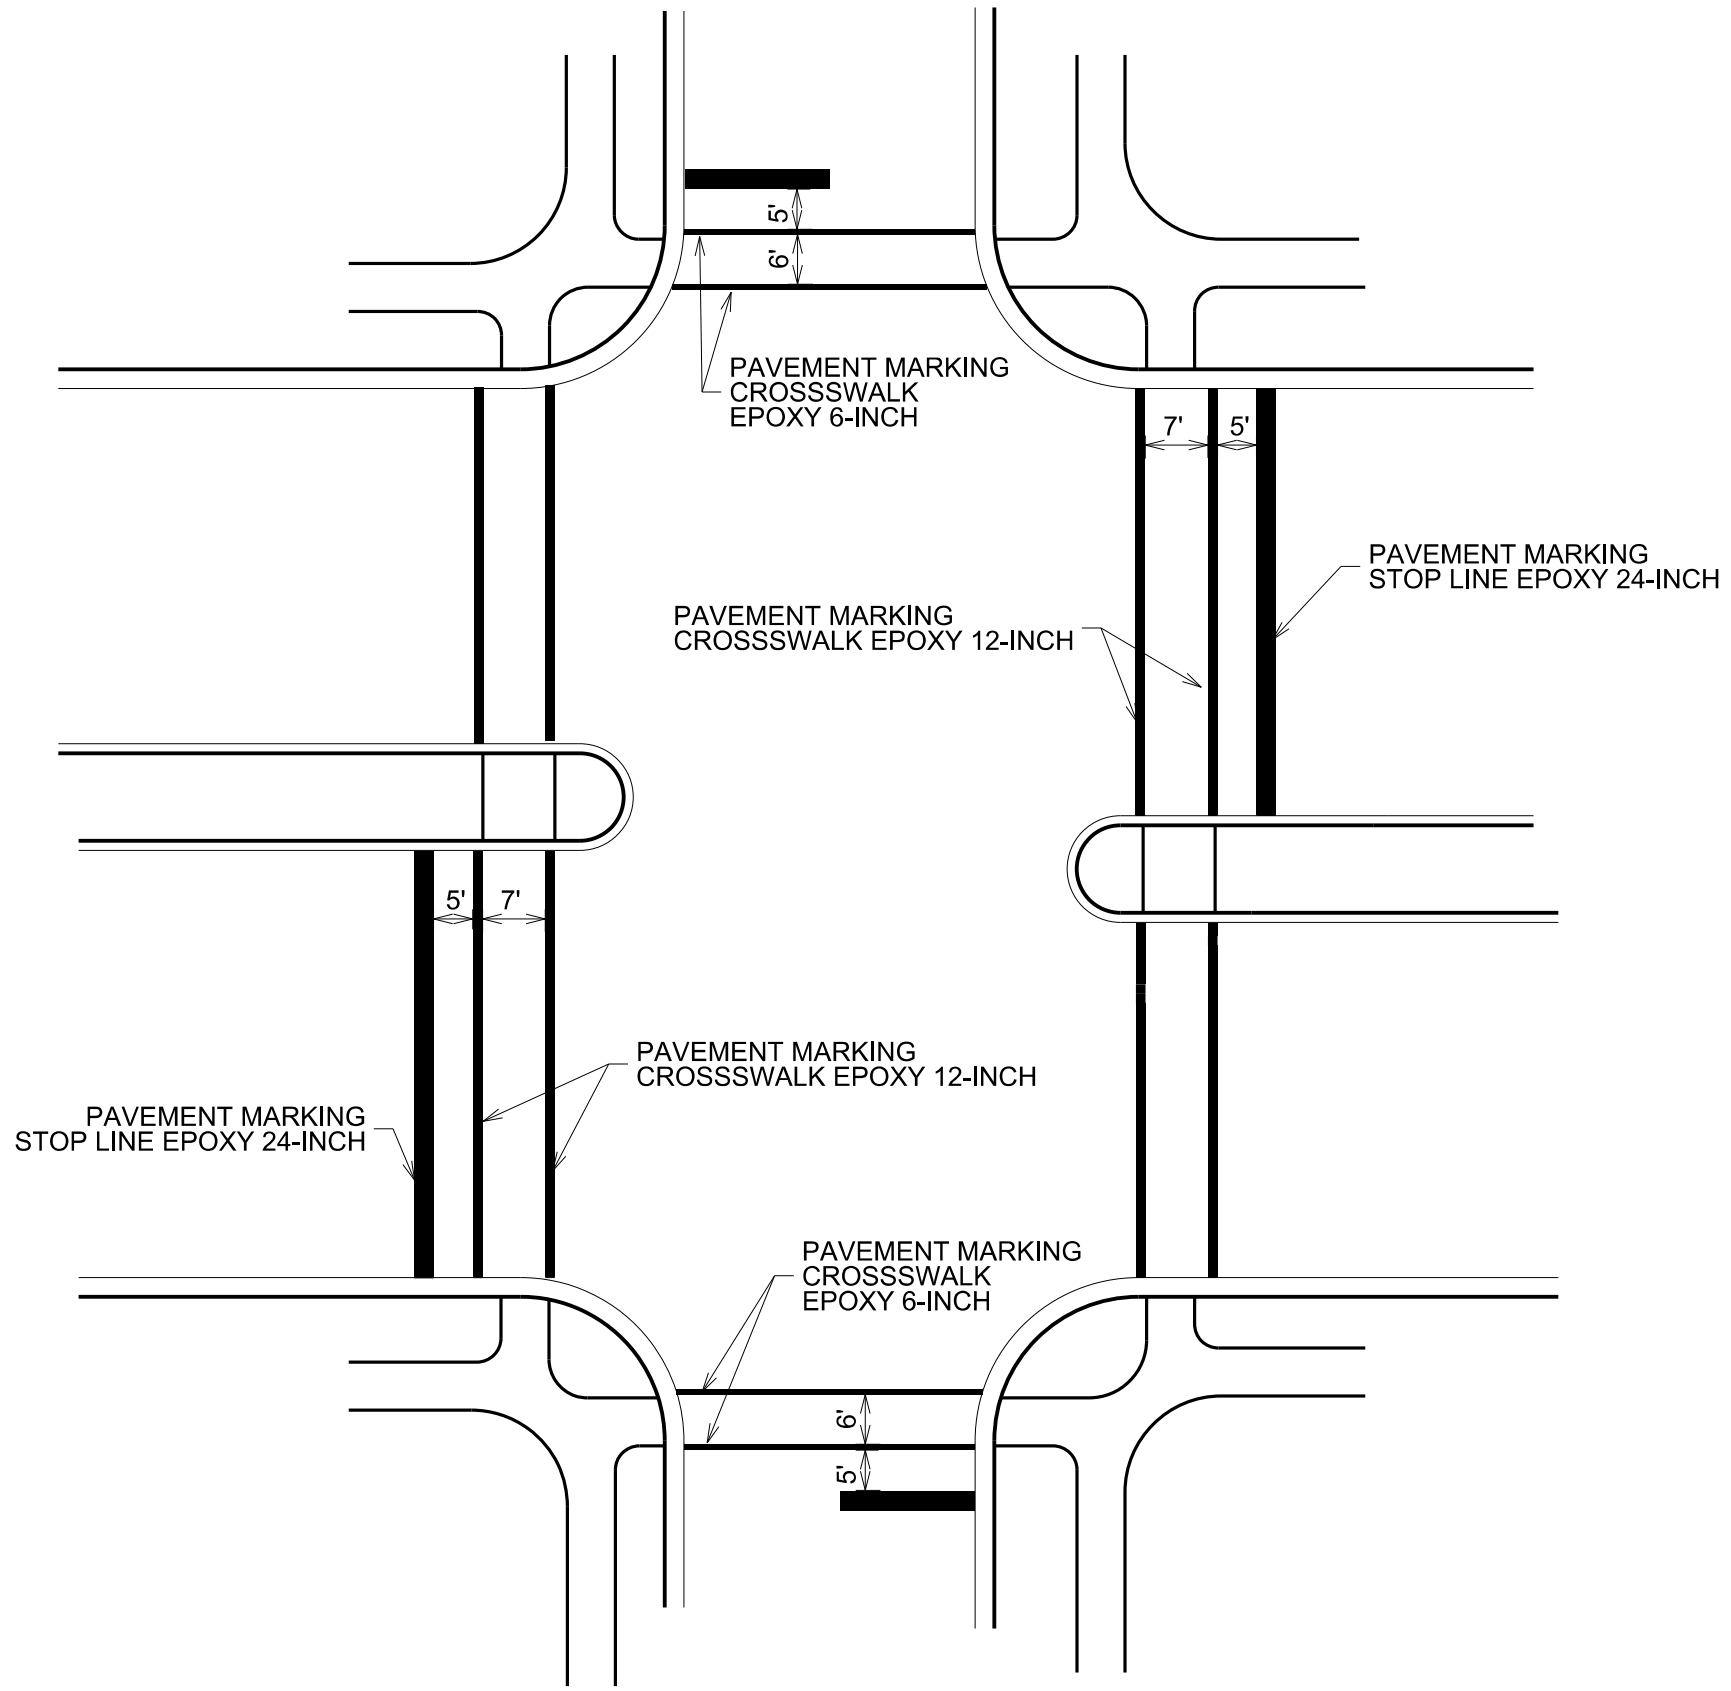 5'
6'
PAVEMENT MARKING
CROSSSWALK
EPOXY 6-INCH
7'
5'
PAVEMENT MARKING
STOP LINE EPOXY 24-INCH
PAVEMENT MARKING
CROSSSWALK EPOXY 12-INCH
5'
7'
PAVEMENT MARKING
CROSSSWALK EPOXY 12-INCH
PAVEMENT MARKING
STOP LINE EPOXY 24-INCH
PAVEMENT MARKING
CROSSSWALK
EPOXY 6-INCH
6'
5'